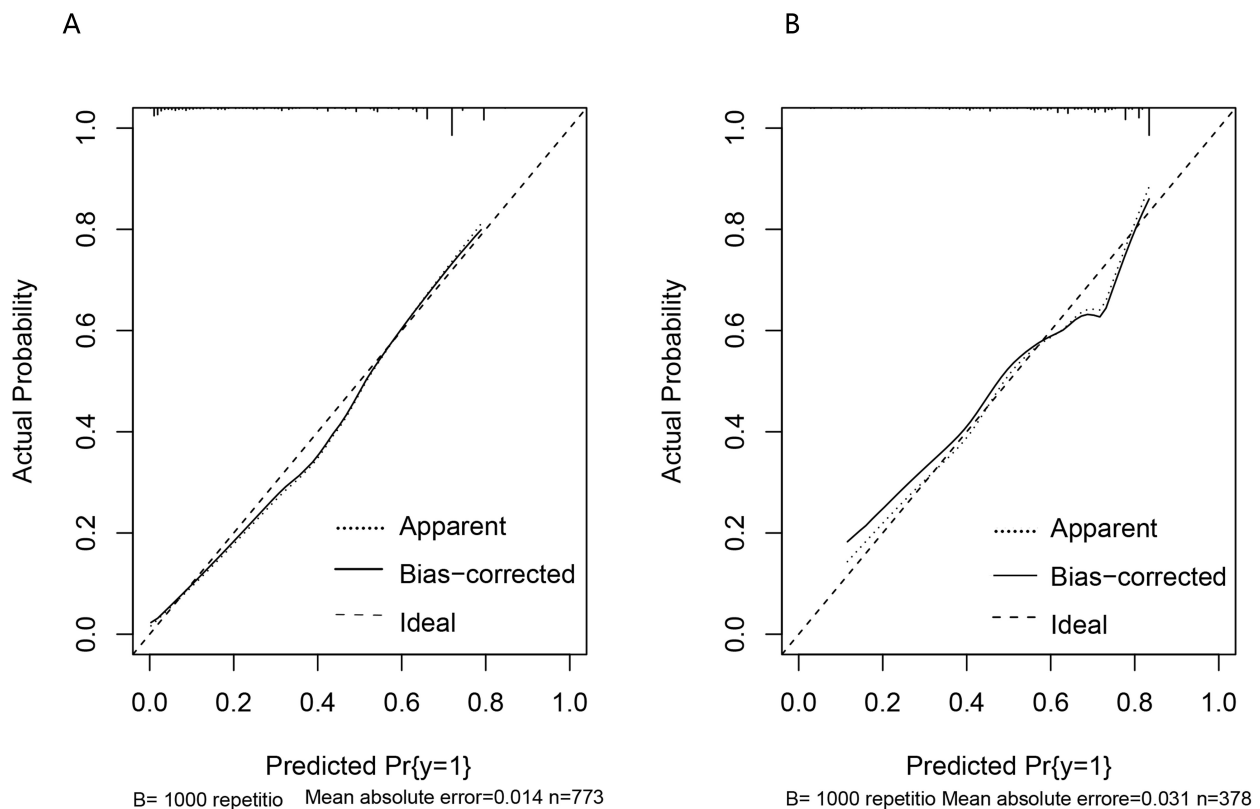 A
B
1.0
0.8
0.6
0.4
0.2
0.0
Actual Probability
Apparent
Bias−corrected
Ideal
0.0 0.2 0.4 0.6 0.8 1.0
Predicted Pr{y=1}
B= 1000 repetitio Mean absolute error=0.014 n=773
1.0
0.8
0.6
0.4
0.2
0.0
Actual Probability
Apparent
Bias−corrected
Ideal
0.0 0.2 0.4 0.6 0.8 1.0
Predicted Pr{y=1}
B= 1000 repetitio Mean absolute errore=0.031 n=378